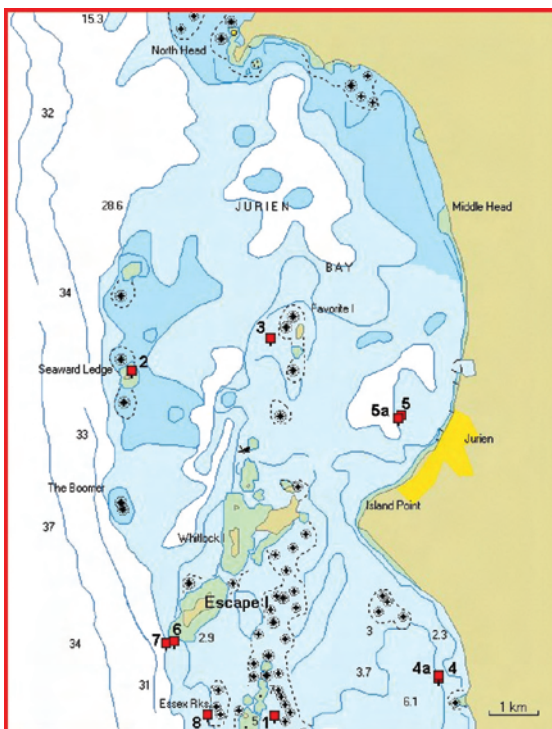 15.3
North Head
32
JURIEN
28.6
Middle Head
BAY
34
Favorite I
3
Seaward Ledge
2
5
5a
33
Jurien
The Boomer
Island Point
37
Whitlock I
Escape I
3
2.9
2.3
7
6
34
3.7
4a
4
31
6.1
Essex Rks
8
5
1
1 km